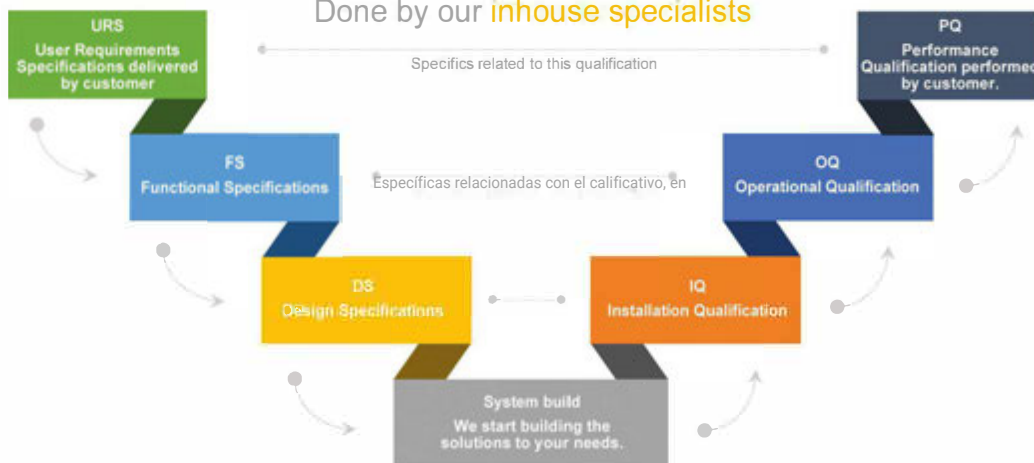 Done by our inhouse specialists
URS
User Requirements
Specifications delivered
by customer
PQ
Performance
Qualification performed
by customer.
Specifics related to this qualification
FS
Functional Specifications
Específicas relacionadas con el calificativo, en
OQ
Operational Qualification
DS
Design Specifications
IQ
Installation Qualification
System build
We start building the
solutions to your needs.